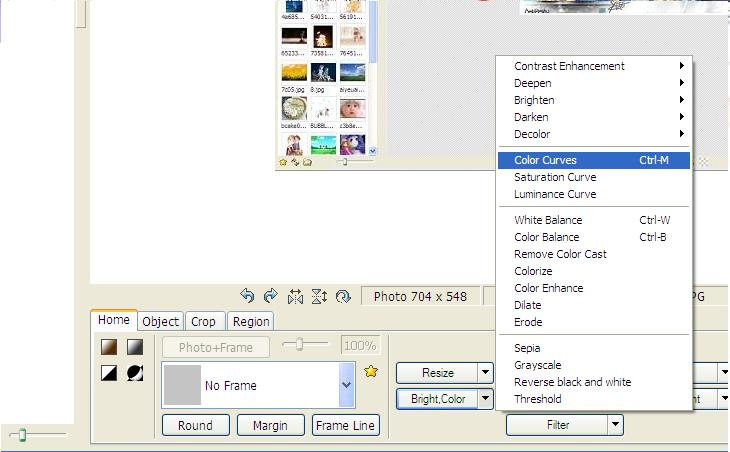 4a685... 54031... 56191...
65233... 73581... 76451...
7c05.jpg 8.jpg aiyeuai...
bcake0... BUBBL... c3b8e...
Contrast Enhancement
Deepen
Brighten
Darken
Decolor
Color Curves Ctrl-M
Saturation Curve
Luminance Curve
White Balance Ctrl-W
Color Balance Ctrl-B
Remove Color Cast
Colorize
Color Enhance
Dilate
Erode
Sepia
Grayscale
Reverse black and white
Threshold
Photo 704 x 548
PG
Home Object Crop Region
Photo+Frame 100%
No Frame
Resize
Bright,Color
Round Margin Frame Line
Filter